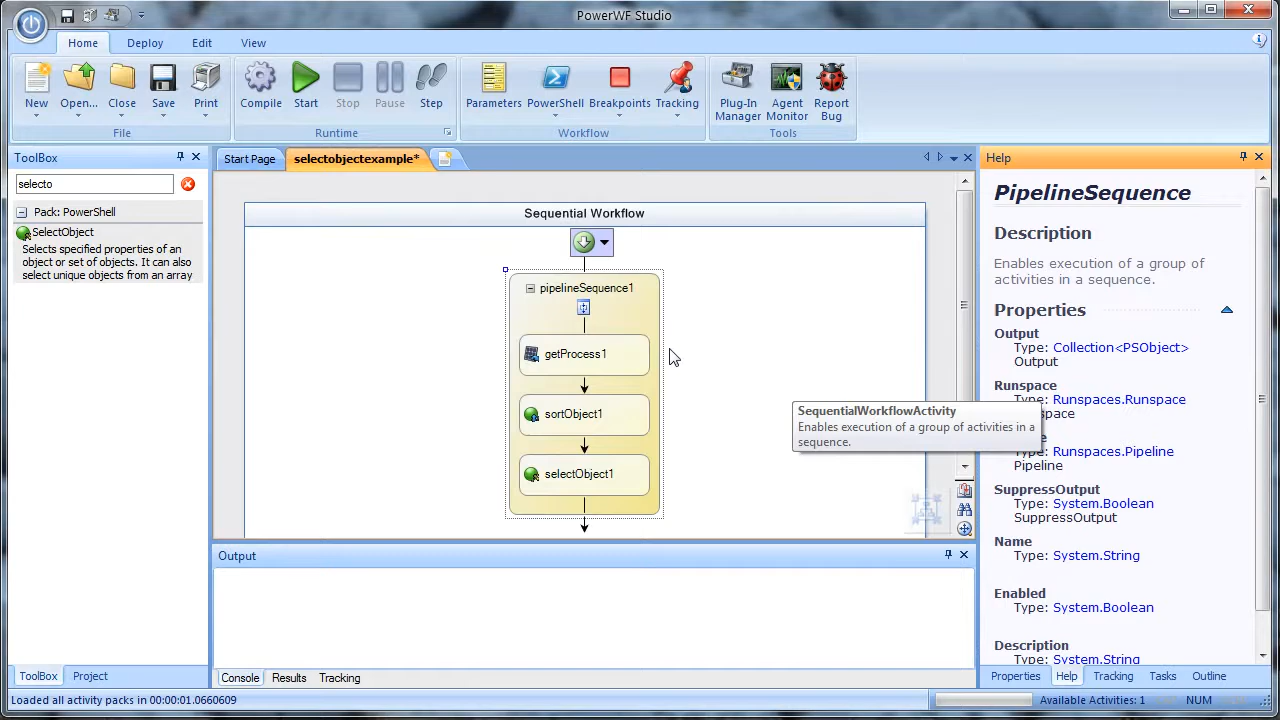 PowerWF Studio
Home
Deploy
Edit
View
New
Open...
Close
Save
Print
Compile
Start
Stop
Pause
Step
Parameters
PowerShell
Breakpoints
Tracking
Plug-In
Manager
Agent
Monitor
Report
Bug
File
Runtime
Workflow
Tools
ToolBox
selecto
Pack: PowerShell
SelectObject
Selects specified properties of an
object or set of objects. It can also
select unique objects from an array
ToolBox
Project
Start Page
selectobjectexample*
Sequential Workflow
pipelineSequence1
getProcess1
sortObject1
selectObject1
SequentialWorkflowActivity
Enables execution of a group of activities in a
sequence.
Output
Console
Results
Tracking
Help
PipelineSequence
Description
Enables execution of a group of
activities in a sequence.
Properties
Output
Type: Collection<PSObject>
Output
Runspace
Type: Runspaces.Runspace
Type: Runspaces.Pipeline
Pipeline
SuppressOutput
Type: System.Boolean
SuppressOutput
Name
Type: System.String
Enabled
Type: System.Boolean
Description
Type: System.String
Properties
Help
Tracking
Tasks
Outline
Loaded all activity packs in 00:00:01.0660609
Available Activities: 1
NUM